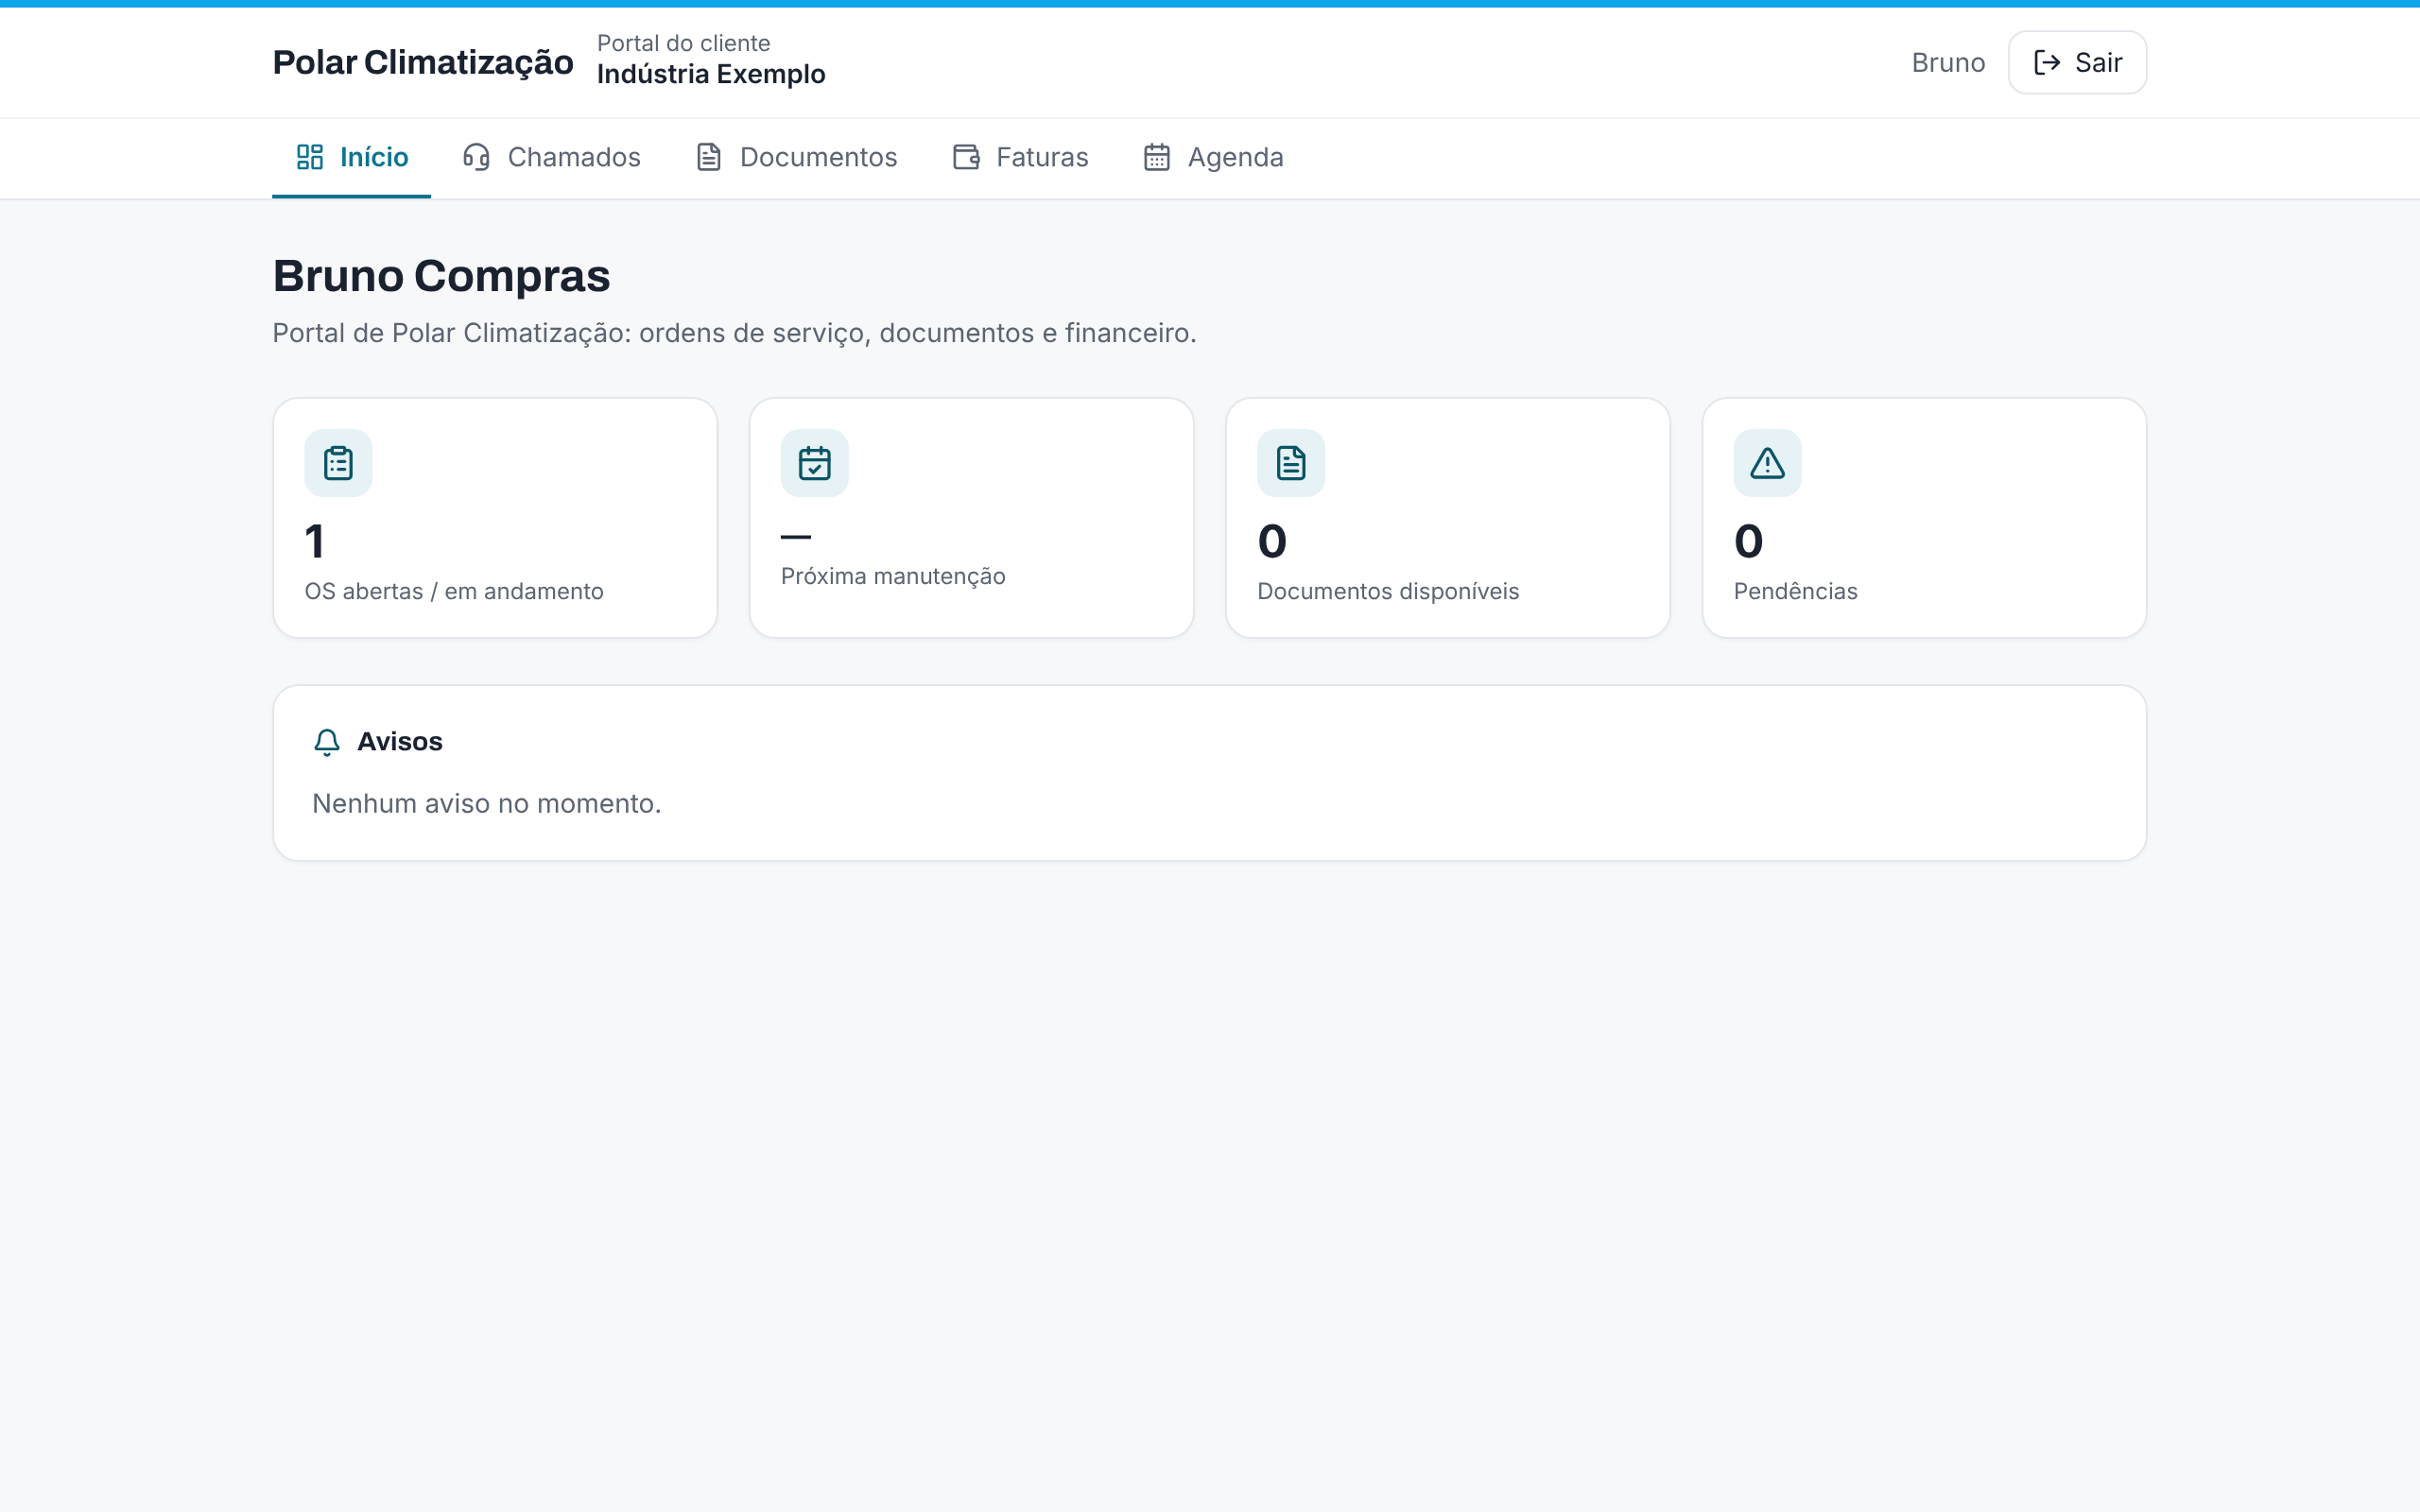 Polar Climatização
Portal do cliente
Indústria Exemplo
Bruno
Sair
Início
Chamados
Documentos
Faturas
Agenda
Bruno Compras
Portal de Polar Climatização: ordens de serviço, documentos e financeiro.
1
OS abertas / em andamento
—
Próxima manutenção
0
Documentos disponíveis
0
Pendências
Avisos
Nenhum aviso no momento.